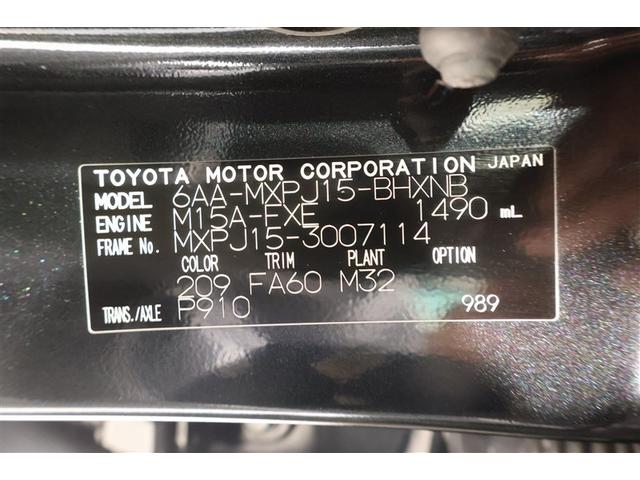 TOYOTA MOTOR CORPORATION JAPAN
MODEL 6AA-MXPJ15-BHXNB
ENGINE M15A-FXE 1490 mL
FRAME No. MXPJ15-3007114
COLOR TRIM PLANT OPTION
209 FA60 M32
TRANS./AXLE P910 989